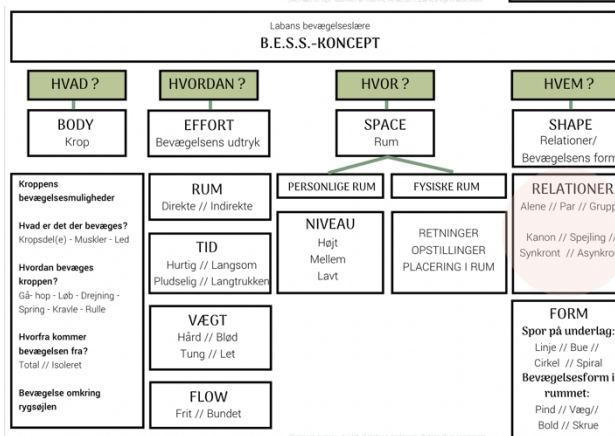 Labans bevægelseslære
B.E.S.S.-KONCEPT
HVAD ?
HVORDAN ?
HVOR ?
HVEM ?
BODY
Krop
EFFORT
Bevægelsens udtryk
SPACE
Rum
SHAPE
Relationer/
Bevægelsens form
Kroppens
bevægelsesmuligheder
Hvad er det der bevæges?
Kropsdel(e) - Muskler - Led
Hvordan bevæges
kroppen?
Gå- hop - Løb - Drejning -
Spring - Kravle - Rulle
Hvorfra kommer
bevægelsen fra?
Total // Isoleret
Bevægelse omkring
rygsøjlen
RUM
Direkte // Indirekte
TID
Hurtig // Langsom
Pludselig // Langtrukken
VÆGT
Hård // Blød
Tung // Let
FLOW
Frit // Bundet
PERSONLIGE RUM
NIVEAU
Højt
Mellem
Lavt
FYSISKE RUM
RETNINGER
OPSTILLINGER
PLACERING I RUM
RELATIONER
Alene // Par // Grupp
Kanon // Spejling //
Synkront // Asynkro
FORM
Spor på underlag:
Linje // Bue //
Cirkel // Spiral
Bevægelsesform i
rummet:
Pind // Væg//
Bold // Skrue